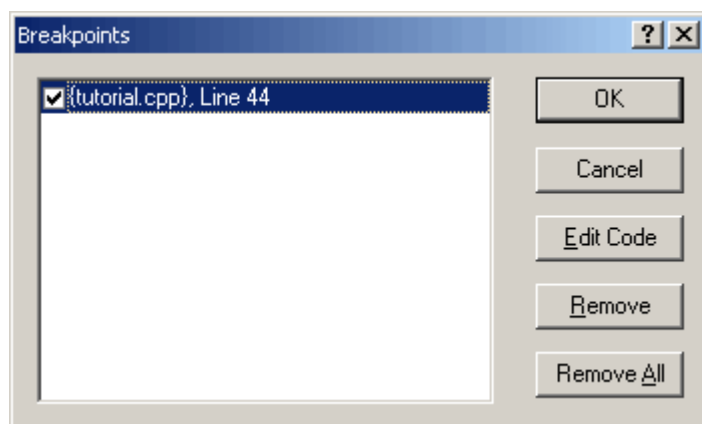 Breakpoints
{tutorial.cpp}, Line 44
OK
Cancel
Edit Code
Remove
Remove All